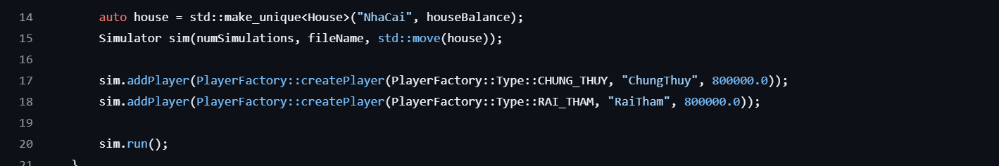 14 auto house = std::make_unique<House>("NhaCai", houseBalance);
15 Simulator sim(numSimulations, fileName, std::move(house));
16
17 sim.addPlayer(PlayerFactory::createPlayer(PlayerFactory::Type::CHUNG_THUY, "ChungThuy", 800000.0));
18 sim.addPlayer(PlayerFactory::createPlayer(PlayerFactory::Type::RAI_THAM, "RaiTham", 800000.0));
19
20 sim.run();
21 }